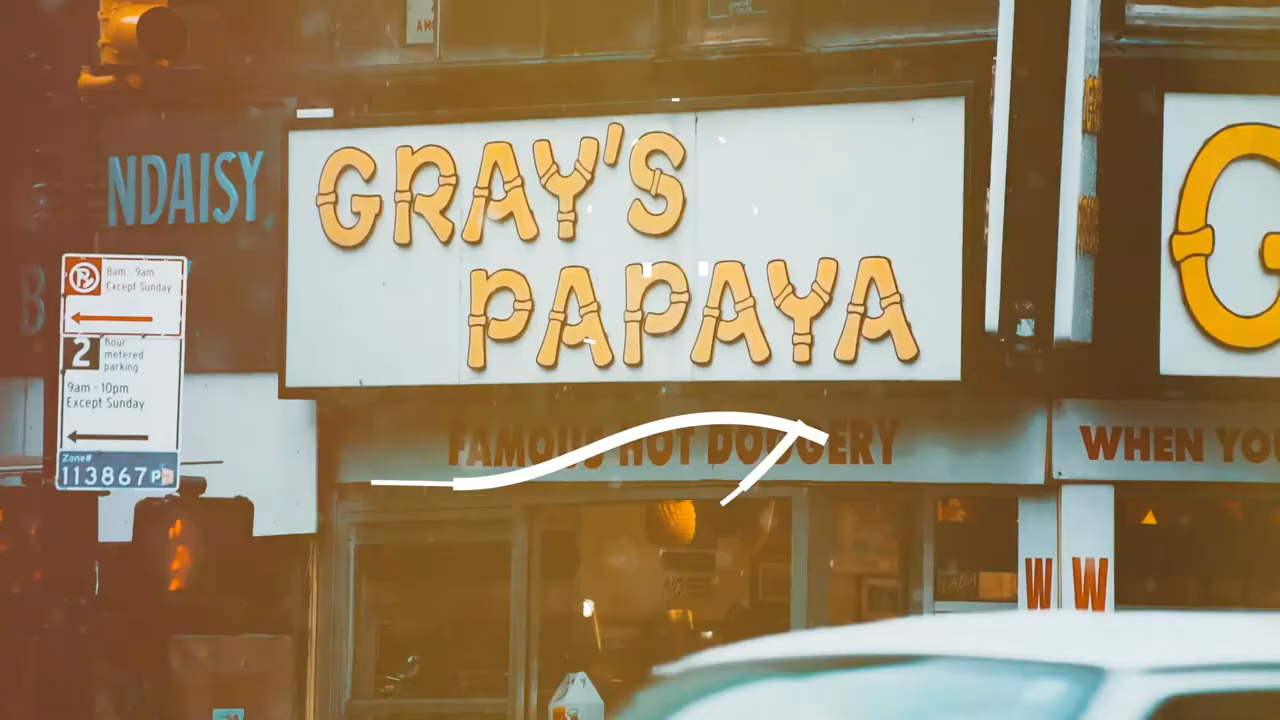 NDAISY
GRAY'S
PAPAYA
8am - 9am
Except Sunday
2
hour
metered
parking
9am - 10pm
Except Sunday
Zone#
113867 P
FAMOUS HOT DOGGERY
WHEN YOU
W W